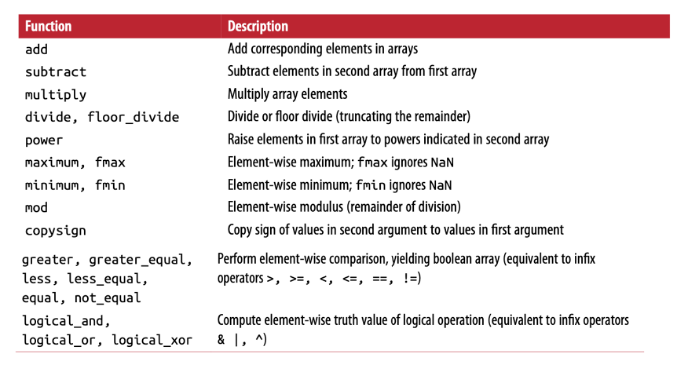 Function Description
add Add corresponding elements in arrays
subtract Subtract elements in second array from first array
multiply Multiply array elements
divide, floor_divide Divide or floor divide (truncating the remainder)
power Raise elements in first array to powers indicated in second array
maximum, fmax Element-wise maximum; fmax ignores NaN
minimum, fmin Element-wise minimum; fmin ignores NaN
mod Element-wise modulus (remainder of division)
copysign Copy sign of values in second argument to values in first argument
greater, greater_equal, Perform element-wise comparison, yielding boolean array (equivalent to infix
less, less_equal, operators >, >=, <, <=, ==, !=)
equal, not_equal
logical_and, Compute element-wise truth value of logical operation (equivalent to infix operators
logical_or, logical_xor & |, ^)